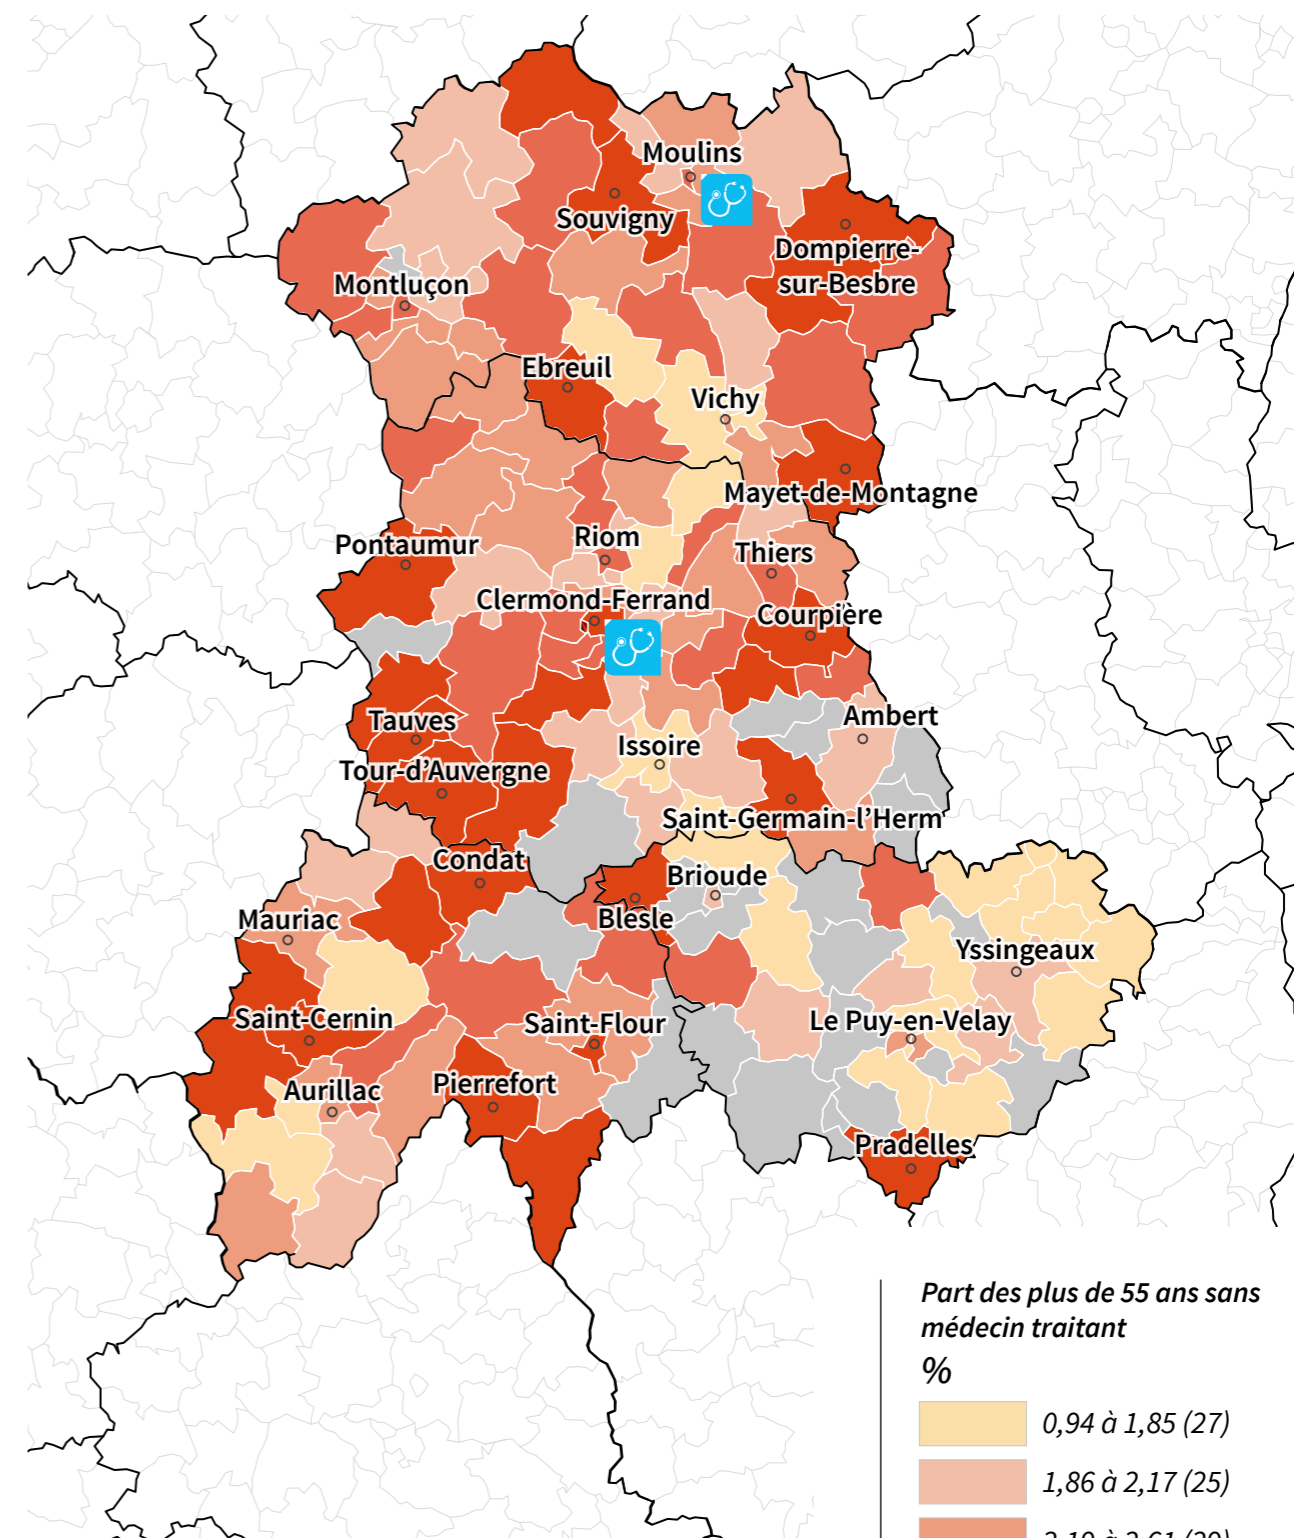 Moulins
Souvigny
Dompierre-
sur-Besbre
Montluçon
Ebreuil
Vichy
Mayet-de-Montagne
Pontaumur
Riom
Thiers
Clermond-Ferrand
Courpière
Tauves
Ambert
Issoire
Tour-d'Auvergne
Saint-Germain-l'Herm
Condat
Brioude
Blesle
Mauriac
Yssingeaux
Saint-Cernin
Saint-Flour
Le Puy-en-Velay
Aurillac
Pierrefort
Pradelles
Part des plus de 55 ans sans
médecin traitant
%
0,94 à 1,85 (27)
1,86 à 2,17 (25)